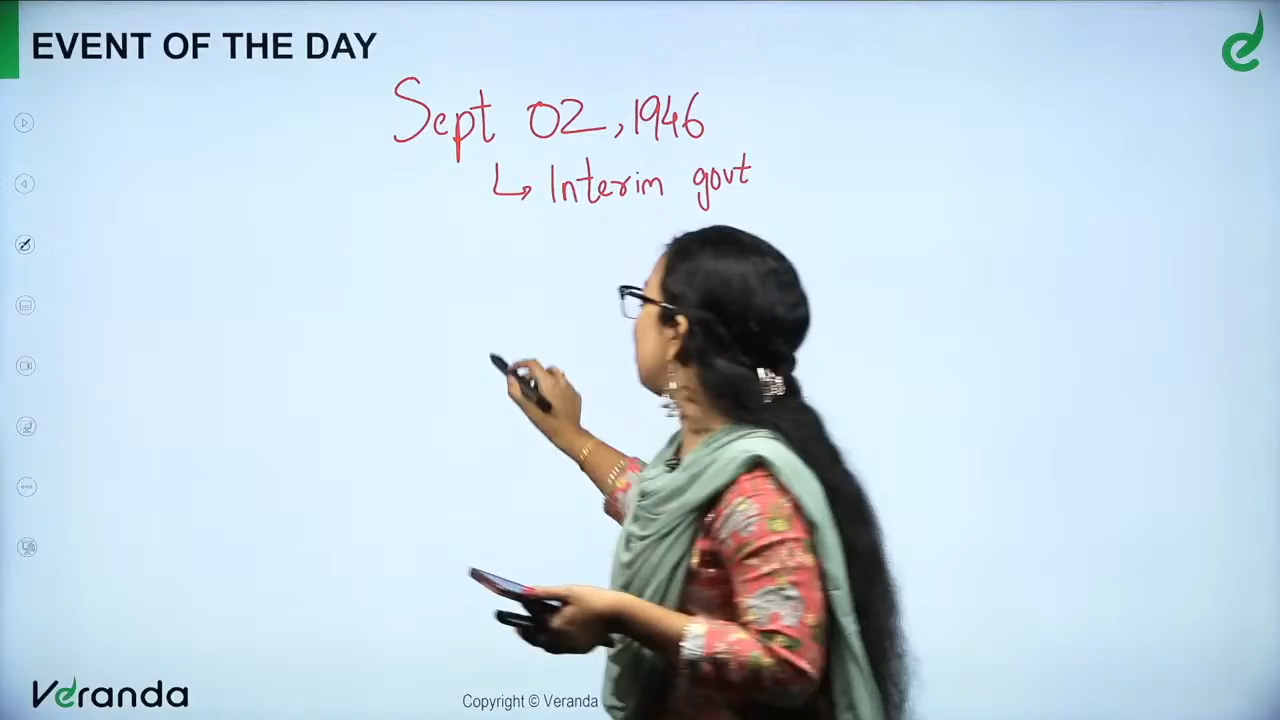 EVENT OF THE DAY
Sept 02, 1946
↳ Interim govt
Veranda
Copyright © Veranda